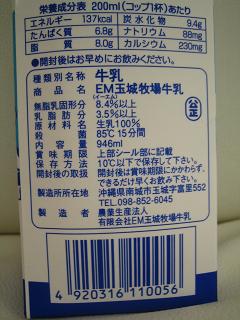 栄養成分表 200ml(コップ1杯)あたり
エネルギー 137kcal 炭水化物 9.4g
たんぱく質 6.8g ナトリウム 88mg
脂質 8.0g カルシウム 230mg
●開封後はお早めにお飲みください。
種類別名称 牛乳
商品名 EM玉城牧場牛乳
(イーエム)
無脂乳固形分 8.4%以上
乳脂肪分 3.5%以上
原材料名 生乳100%
殺菌 85℃ 15分間
内容量 946ml
賞味期限 上部シール部に記載
保存方法 10℃以下で保存して下さい。
開封後の取扱 開封後は賞味期限にかかわらず、
できるだけ早くお飲み下さい。
製造所所在地 沖縄県南城市玉城字富里552
TEL 098-852-6045
製造者 農業生産法人
有限会社EM玉城牧場牛乳
公正
4 920316 110056